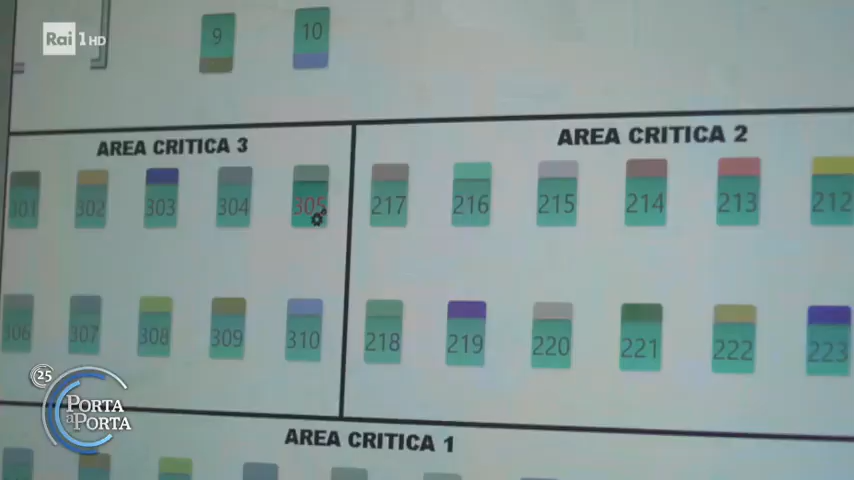 Rai 1 HD
9 10
AREA CRITICA 3
AREA CRITICA 2
301 302 303 304 305
217 216 215 214 213 212
306 307 308 309 310
218 219 220 221 222 223
25
PORTA
a PORTA
AREA CRITICA 1